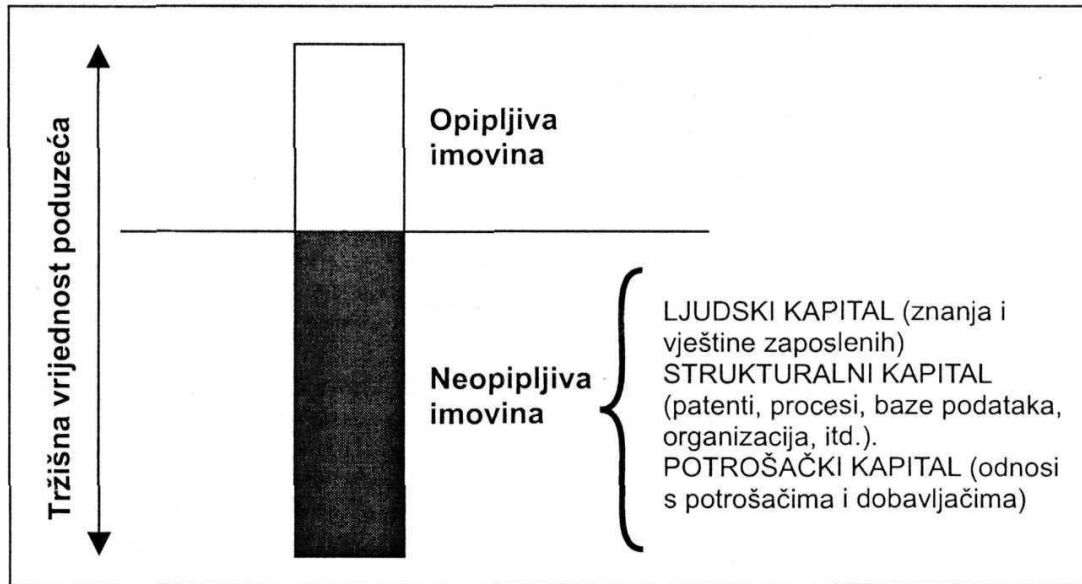 Tržišna vrijednost poduzeća
Opipljiva
imovina
Neopipljiva
imovina
LJUDSKI KAPITAL (znanja i
vještine zaposlenih)
STRUKTURALNI KAPITAL
(patenti, procesi, baze podataka,
organizacija, itd.).
POTROŠAČKI KAPITAL (odnosi
s potrošačima i dobavljačima)